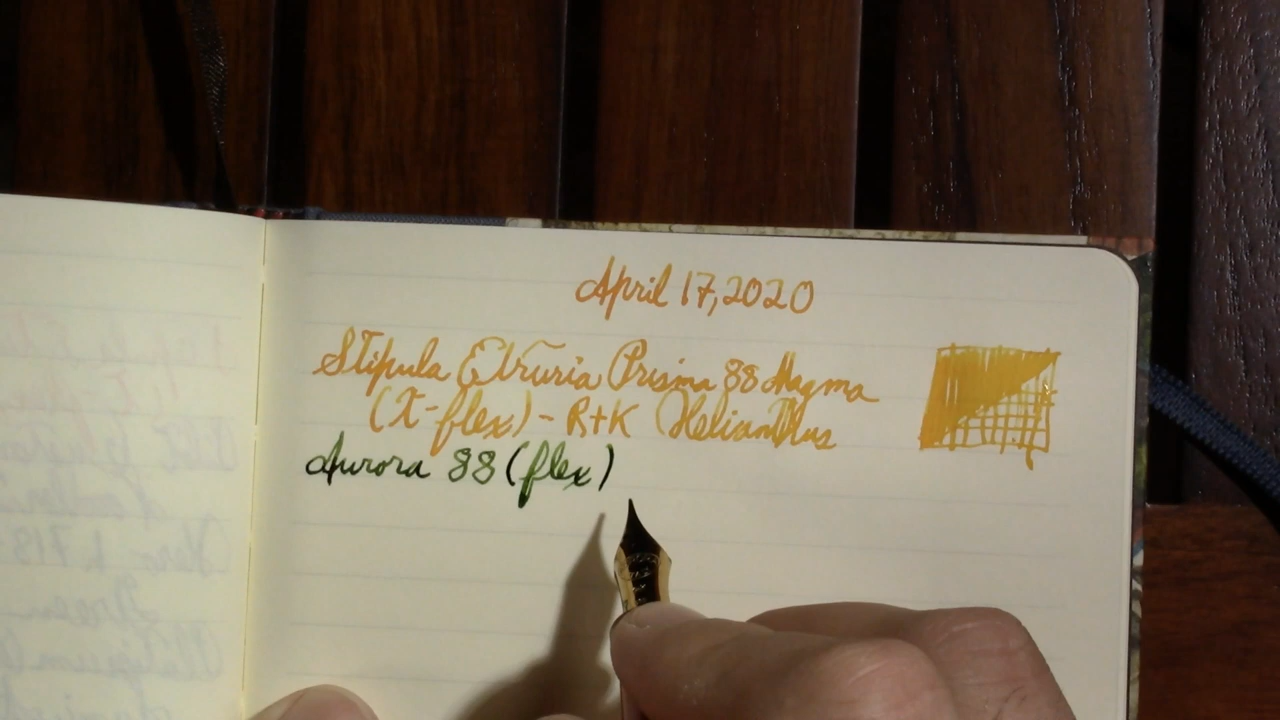 April 17, 2020
Stipula Etruria Prisma 88 Magma
(T-flex) - R+K Helianthus
Aurora 88 (flex)